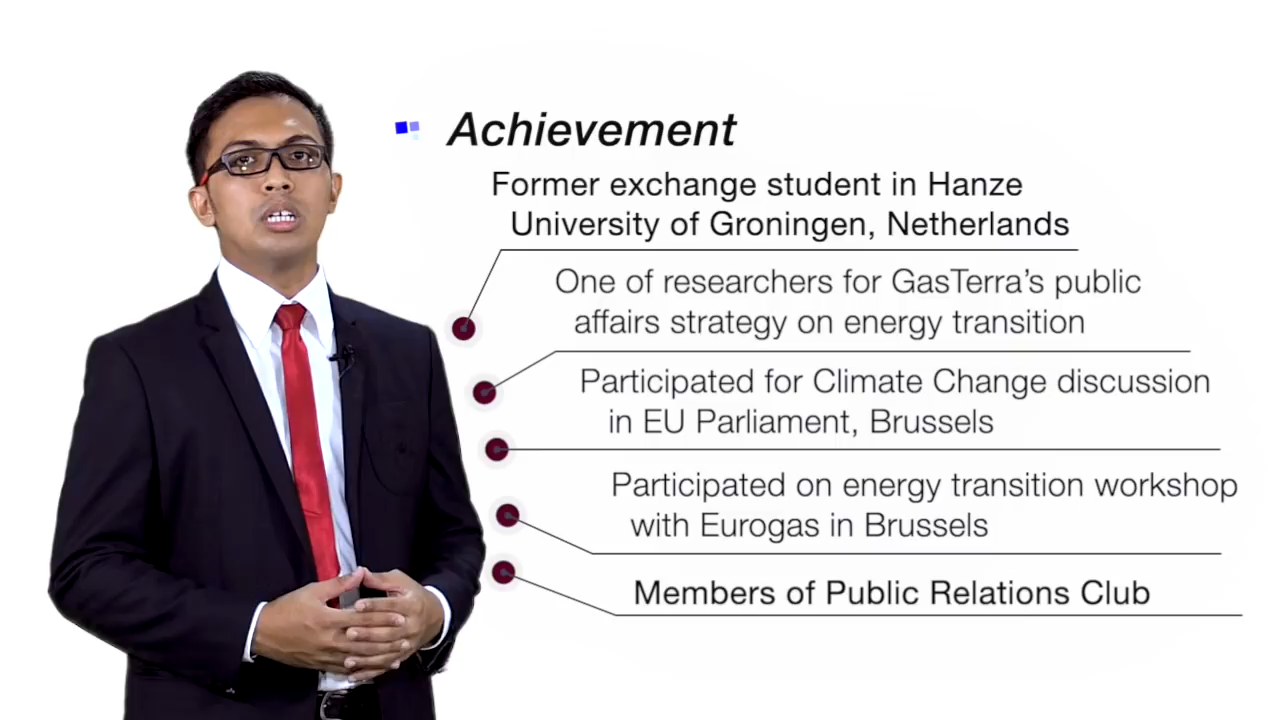 Achievement
Former exchange student in Hanze
University of Groningen, Netherlands
One of researchers for GasTerra's public
affairs strategy on energy transition
Participated for Climate Change discussion
in EU Parliament, Brussels
Participated on energy transition workshop
with Eurogas in Brussels
Members of Public Relations Club